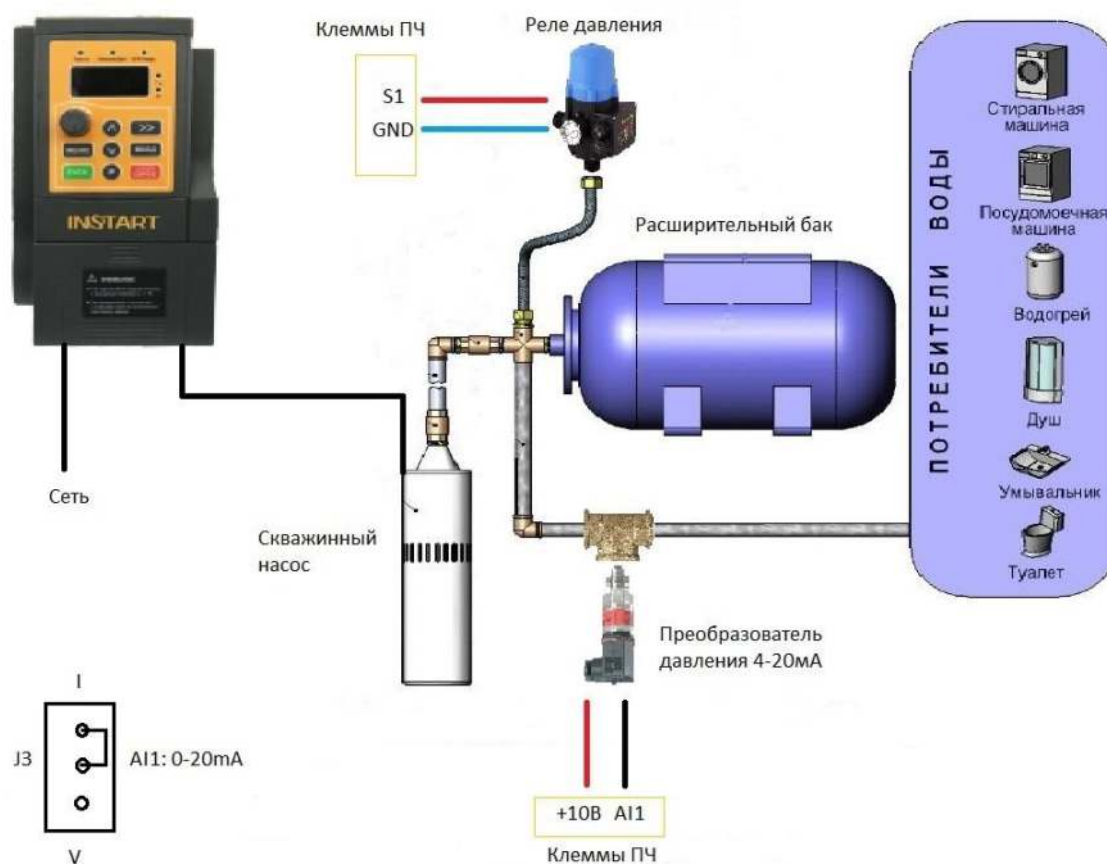 Клеммы ПЧ
S1
GND
Реле давления
INSTART
Расширительный бак
Сеть
Скважинный
насос
Преобразователь
давления 4-20мА
I
J3
AI1: 0-20mA
V
+10В AI1
Клеммы ПЧ
ПОТРЕБИТЕЛИ ВОДЫ
Стиральная
машина
Посудомоечная
машина
Водогрей
Душ
Умывальник
Туалет